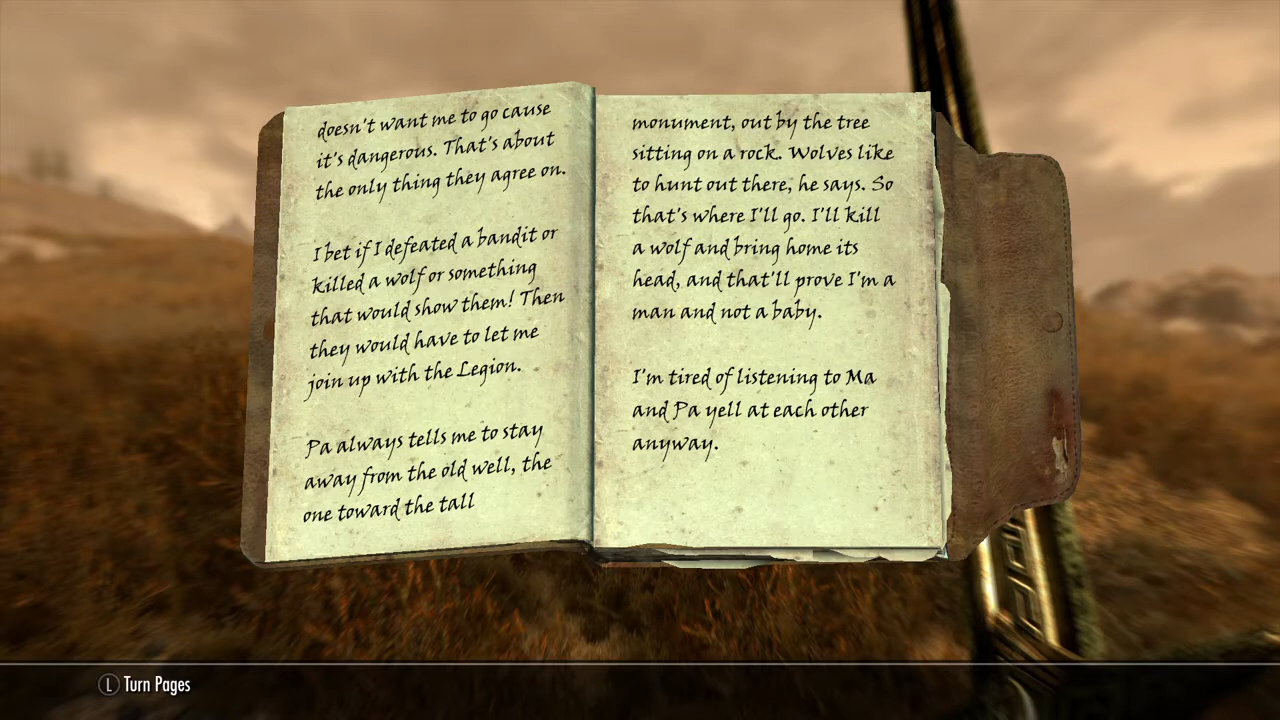 doesn't want me to go cause
it's dangerous. That's about
the only thing they agree on.
I bet if I defeated a bandit or
killed a wolf or something
that would show them! Then
they would have to let me
join up with the Legion.
Pa always tells me to stay
away from the old well, the
one toward the tall
monument, out by the tree
sitting on a rock. Wolves like
to hunt out there, he says. So
that's where I'll go. I'll kill
a wolf and bring home its
head, and that'll prove I'm a
man and not a baby.
I'm tired of listening to Ma
and Pa yell at each other
anyway.
L Turn Pages